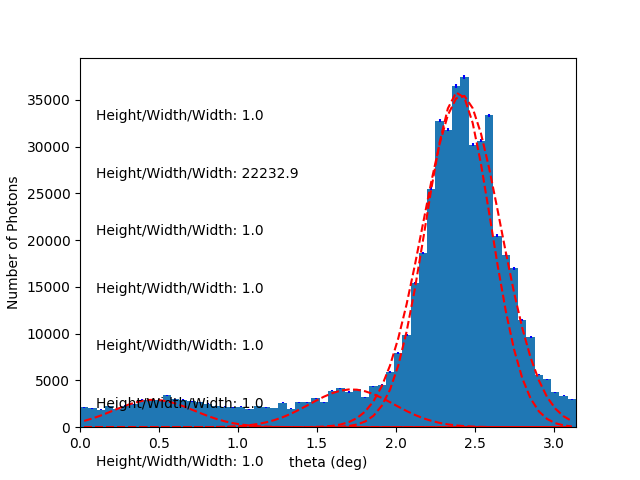 35000
30000
25000
20000
15000
10000
5000
0
Number of Photons
Height/Width/Width: 1.0
Height/Width/Width: 22232.9
Height/Width/Width: 1.0
Height/Width/Width: 1.0
Height/Width/Width: 1.0
Height/Width/Width: 1.0
Height/Width/Width: 1.0
0.0 0.5 1.0 1.5 2.0 2.5 3.0
theta (deg)